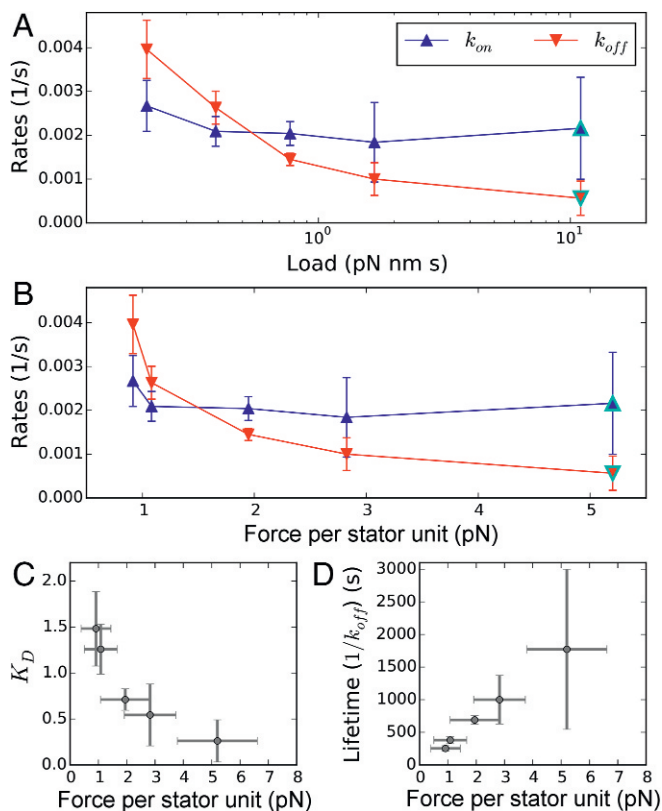 A
0.004
0.003
0.002
0.001
0.000
Rates (1/s)
k_on
k_off
10^0
10^1
Load (pN nm s)
B
0.004
0.003
0.002
0.001
0.000
Rates (1/s)
1 2 3 4 5
Force per stator unit (pN)
C
2.0
1.5
1.0
0.5
0.0
K_D
0 1 2 3 4 5 6 7 8
Force per stator unit (pN)
D
3000
2500
2000
1500
1000
500
0
Lifetime (1/k_off) (s)
0 1 2 3 4 5 6 7 8
Force per stator unit (pN)